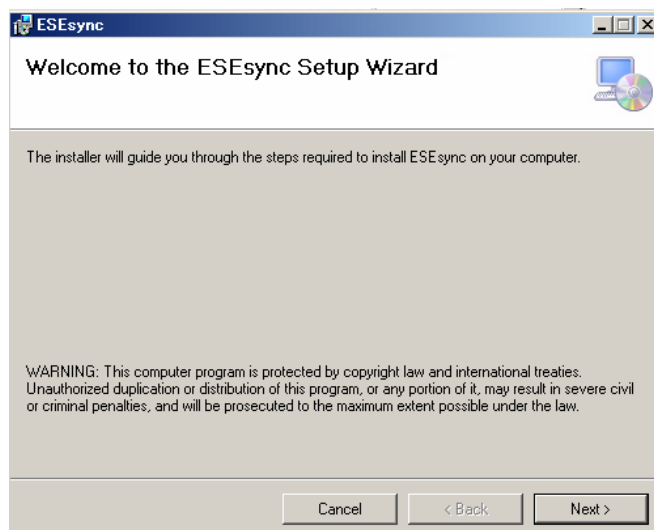 ESEsync
Welcome to the ESEsync Setup Wizard
The installer will guide you through the steps required to install ESEsync on your computer.
WARNING: This computer program is protected by copyright law and international treaties.
Unauthorized duplication or distribution of this program, or any portion of it, may result in severe civil
or criminal penalties, and will be prosecuted to the maximum extent possible under the law.
Cancel
< Back
Next >